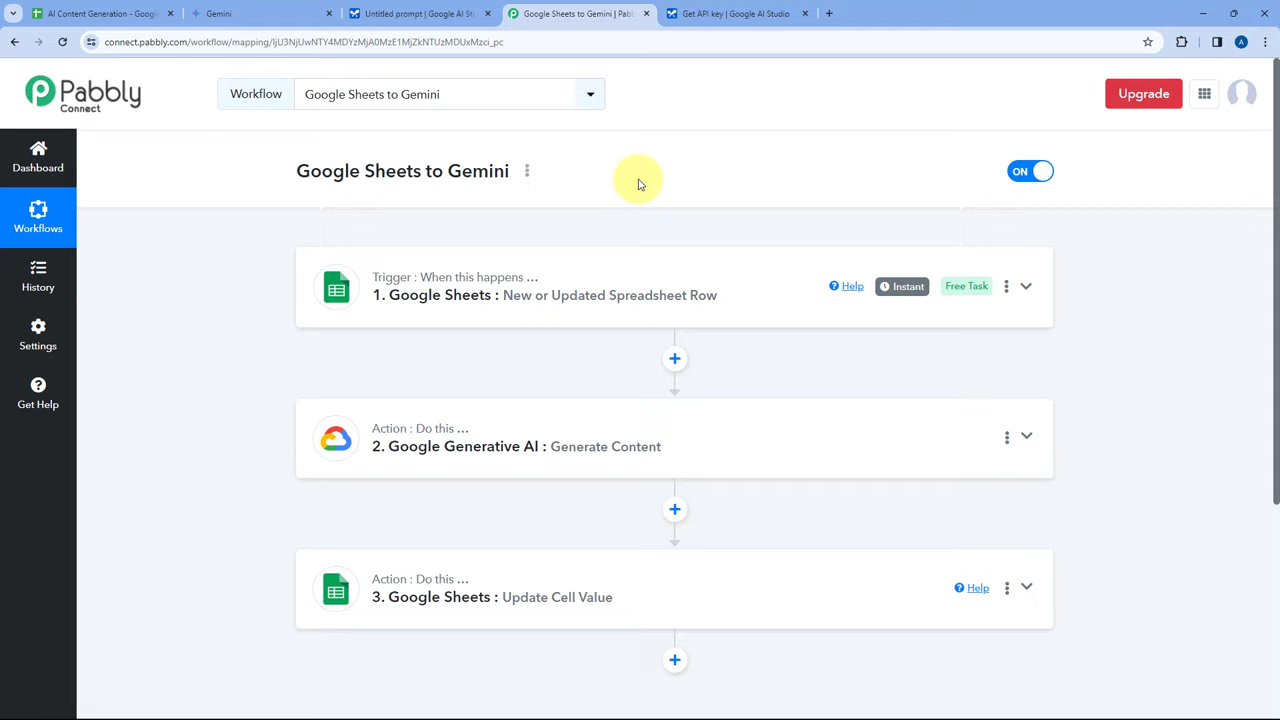 AI Content Generation - Google
Gemini
Untitled prompt | Google AI Stud
Google Sheets to Gemini | Pabb
Get API key | Google AI Studio
connect.pabbly.com/workflow/mapping/IjU3NjUwNTY4MDYzMjA0MzE1MjZkNTUzMDUxMzci_pc
A
Pabbly
Connect
Workflow
Google Sheets to Gemini
Upgrade
Dashboard
Workflows
History
Settings
Get Help
Google Sheets to Gemini
ON
Trigger : When this happens ...
1. Google Sheets : New or Updated Spreadsheet Row
Help
Instant
Free Task
Action : Do this ...
2. Google Generative AI : Generate Content
Action : Do this ...
3. Google Sheets : Update Cell Value
Help